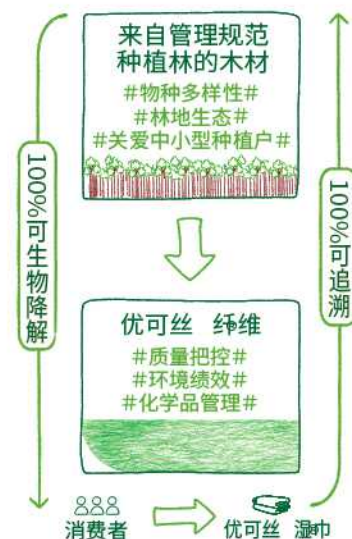 来自管理规范
种植林的木材
#物种多样性#
#林地生态#
#关爱中小型种植户#
100%可生物降解
100%可追溯
优可丝 纤维
#质量把控#
#环境绩效#
#化学品管理#
消费者
优可丝 湿巾